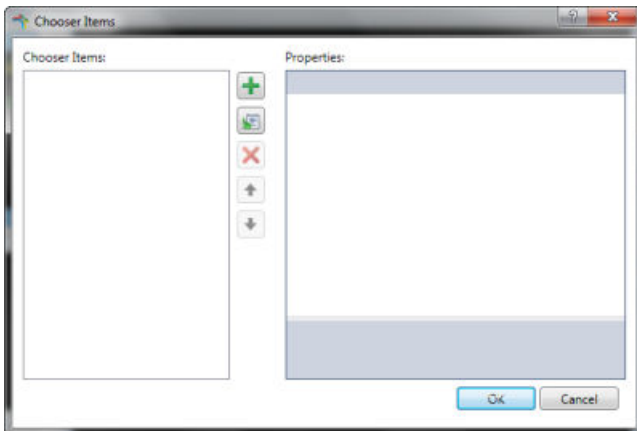 Chooser Items
?
Chooser Items:
Properties:
OK
Cancel